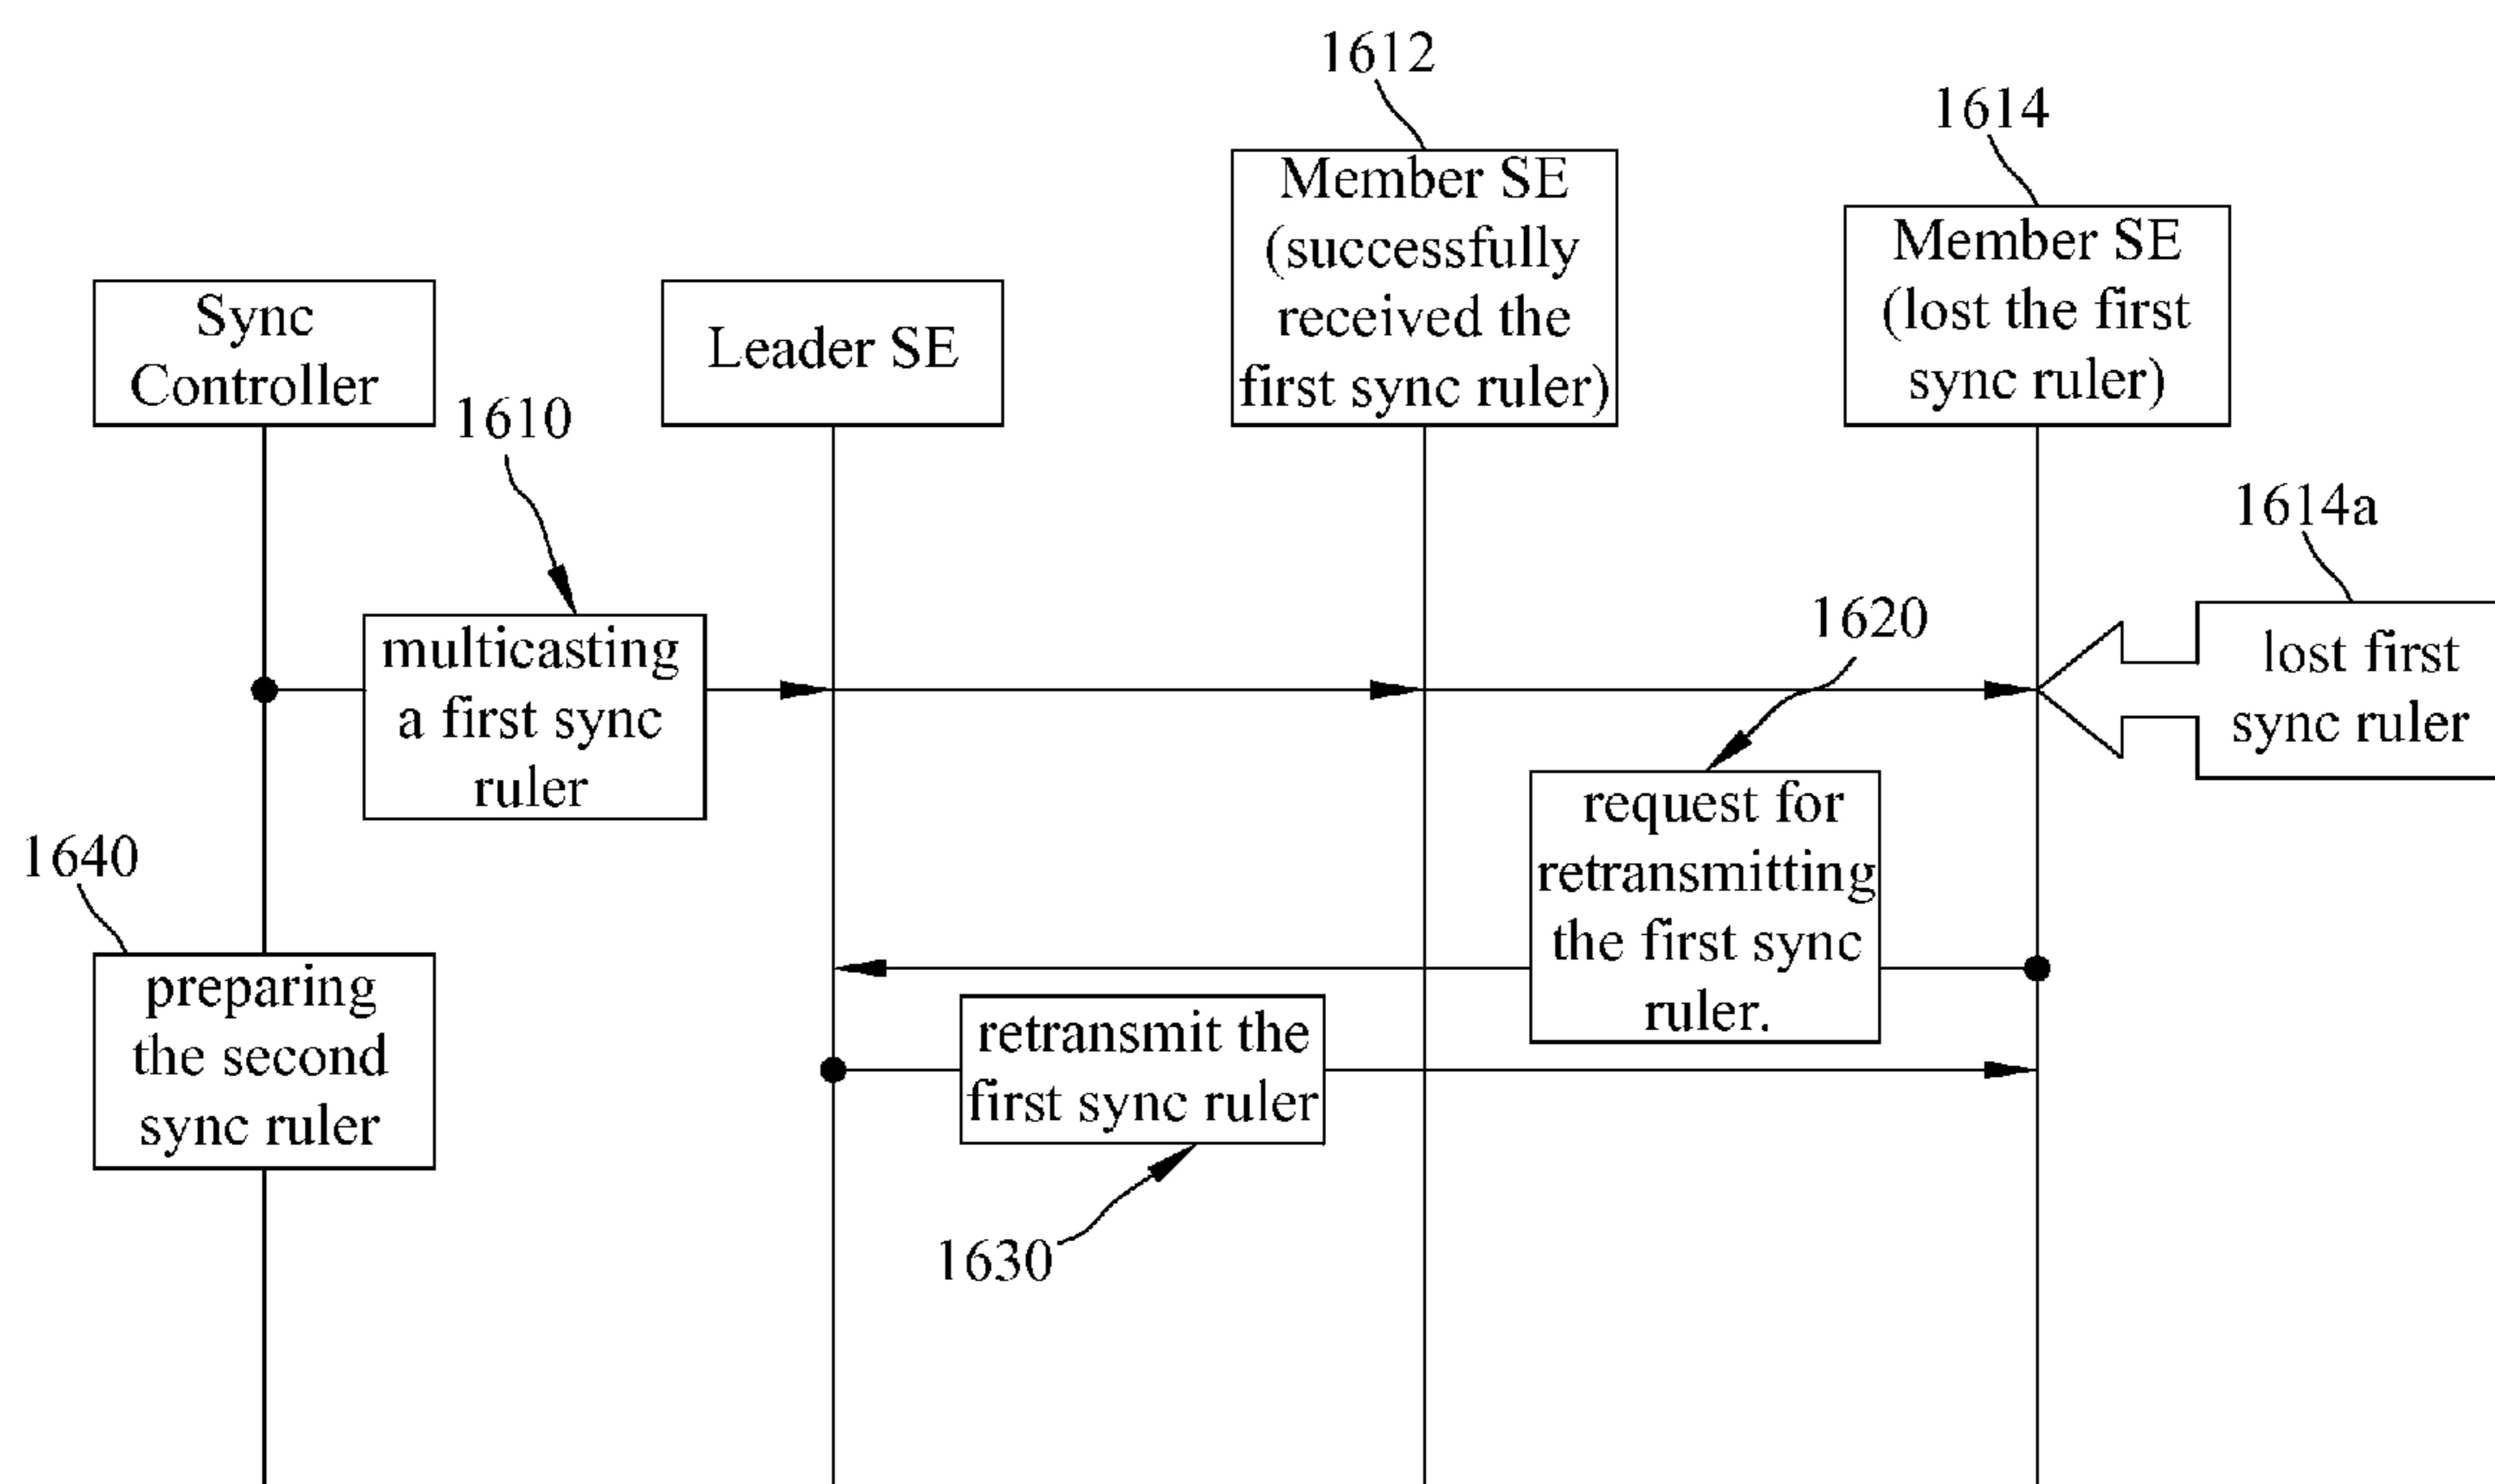 1612
1614
Member SE
(successfully
received the
first sync ruler)
Member SE
(lost the first
sync ruler)
Sync
Controller
Leader SE
1610
1614a
1620
multicasting
a first sync
ruler
lost first
sync ruler
1640
request for
retransmitting
the first sync
ruler.
preparing
the second
sync ruler
retransmit the
first sync ruler
1630